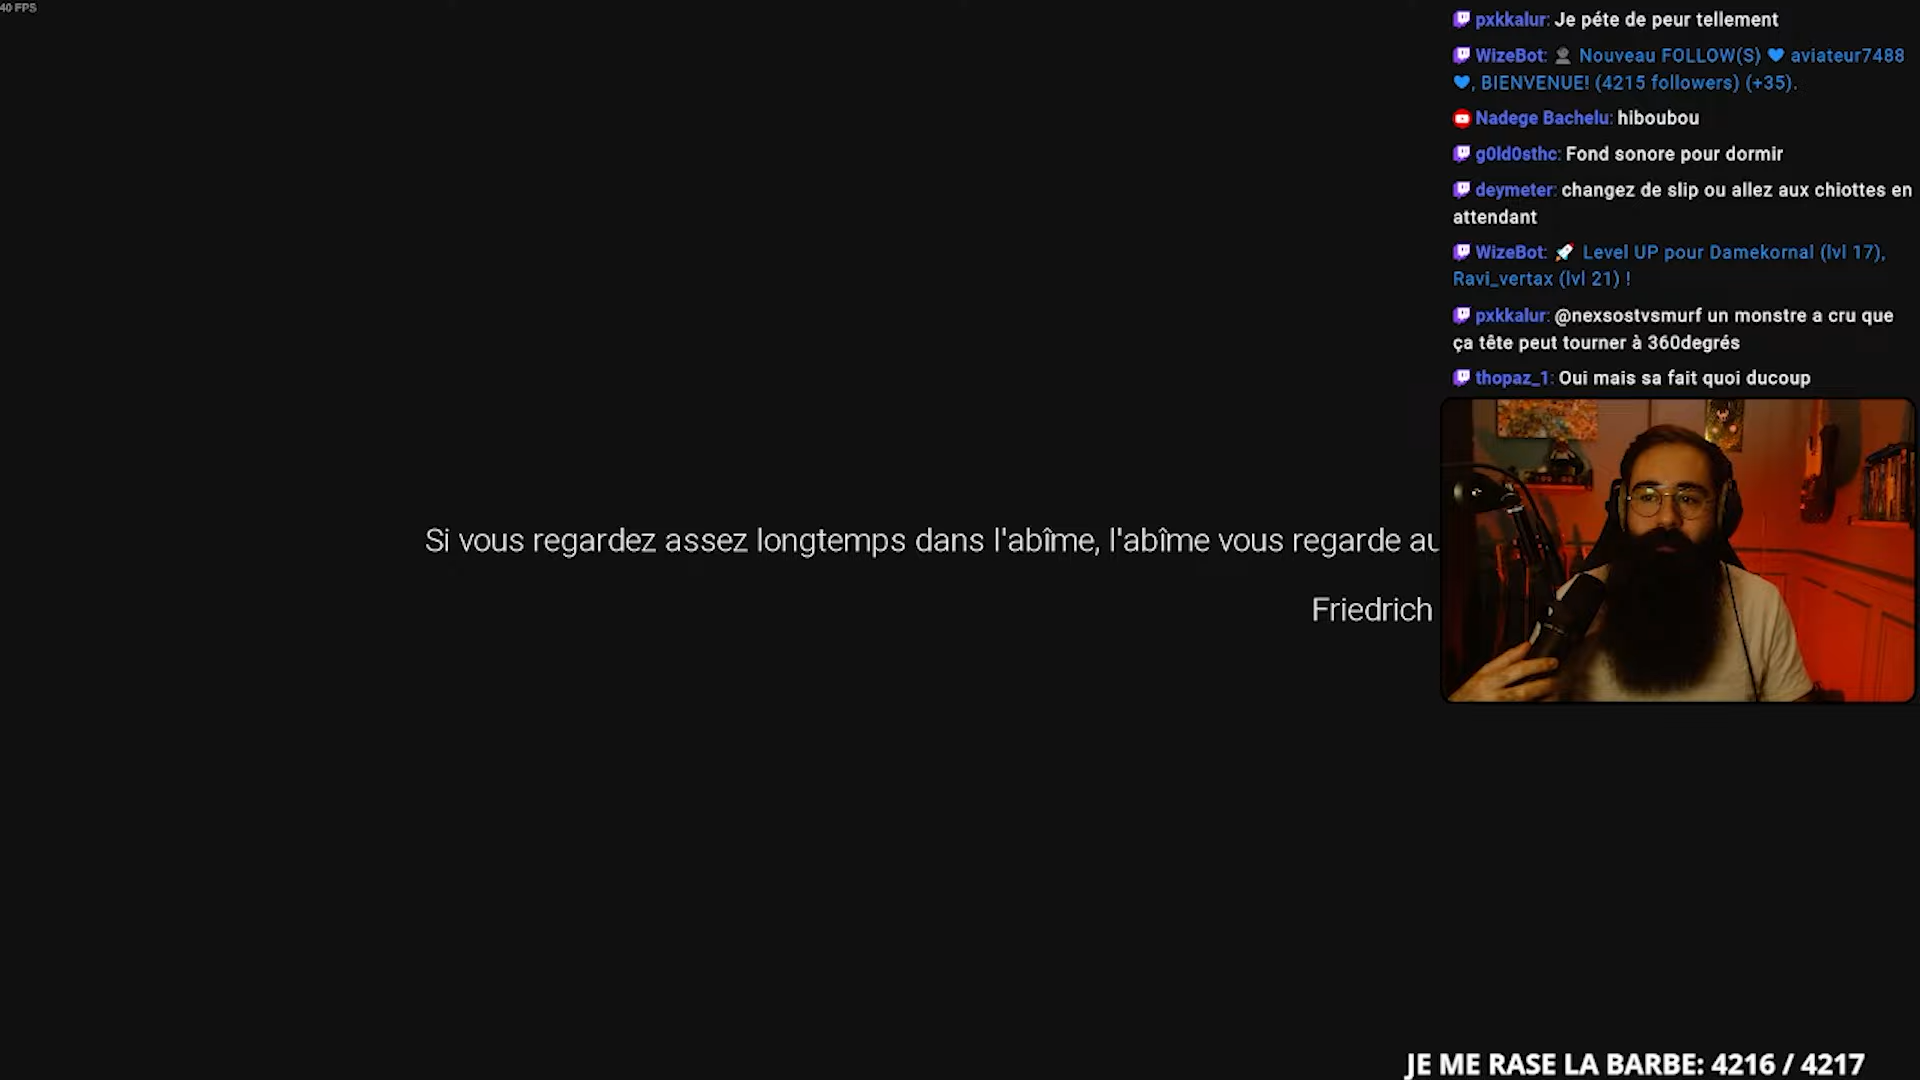 40 FPS
pxkkalur: Je péte de peur tellement
WizeBot: Nouveau FOLLOW(S) aviateur7488
, BIENVENUE! (4215 followers) (+35).
Nadege Bachelu: hiboubou
g0ld0sthc: Fond sonore pour dormir
deymeter: changez de slip ou allez aux chiottes en
attendant
WizeBot: Level UP pour Damekornal (lvl 17),
Ravi_vertax (lvl 21) !
pxkkalur: @nexsostvsmurf un monstre a cru que
ça tête peut tourner à 360degrés
thopaz_1: Oui mais sa fait quoi ducoup
Si vous regardez assez longtemps dans l'abîme, l'abîme vous regarde au
Friedrich
JE ME RASE LA BARBE: 4216 / 4217